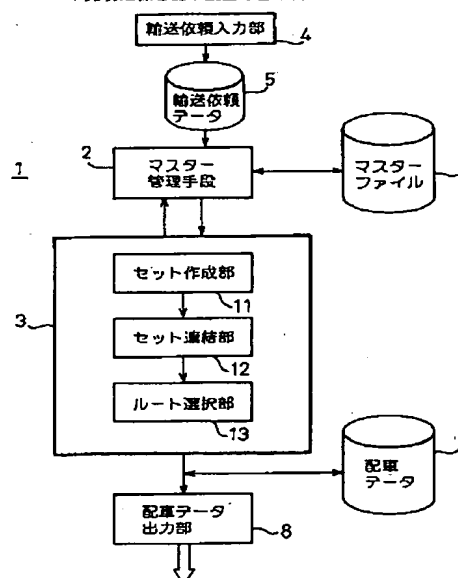 輸送依頼入力部
4
5
輸送依頼
データ
1
2
マスター
管理手段
マスター
ファイル
3
セット作成部
11
セット連結部
12
ルート選択部
13
配車
データ
配車データ
出力部
8